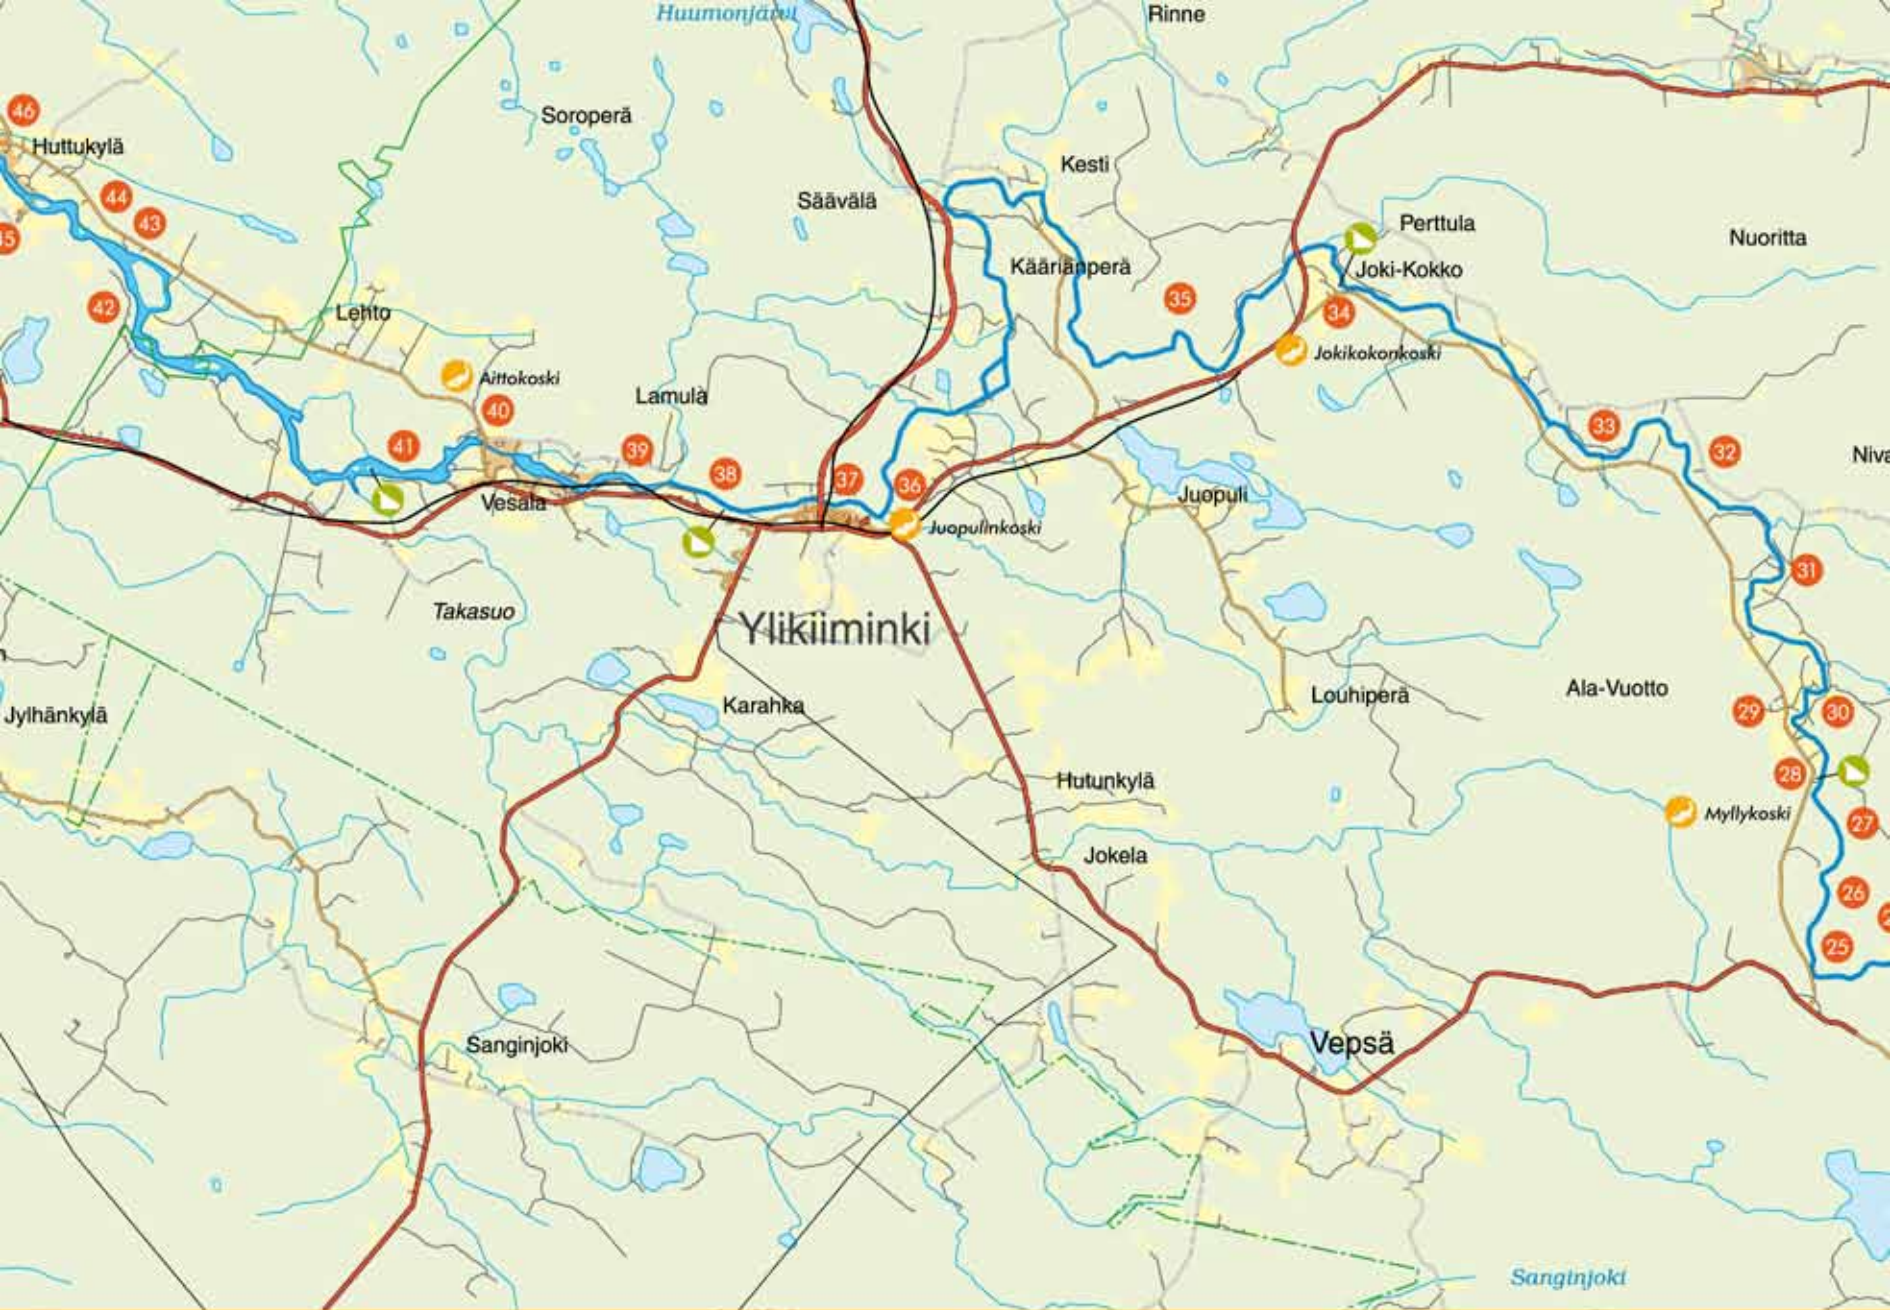 Huumonjärvi
Rinne
Soroperä
46
Huttukylä
Kesti
44
Säävälä
43
Perttula
Nuoritta
45
Kääriänperä
Joki-Kokko
35
42
Lehto
34
Jokikokonkoski
Aittokoski
Lamula
40
33
41
39
32
38
37
36
Vesala
Juopuli
Juopulinkoski
31
Takasuo
Ylikiiminki
Ala-Vuotto
Louhiperä
Karahka
29
30
Jylhänkylä
28
Hutunkylä
Myllykoski
27
Jokela
26
25
Vepsä
Sanginjoki
Sanginjoki